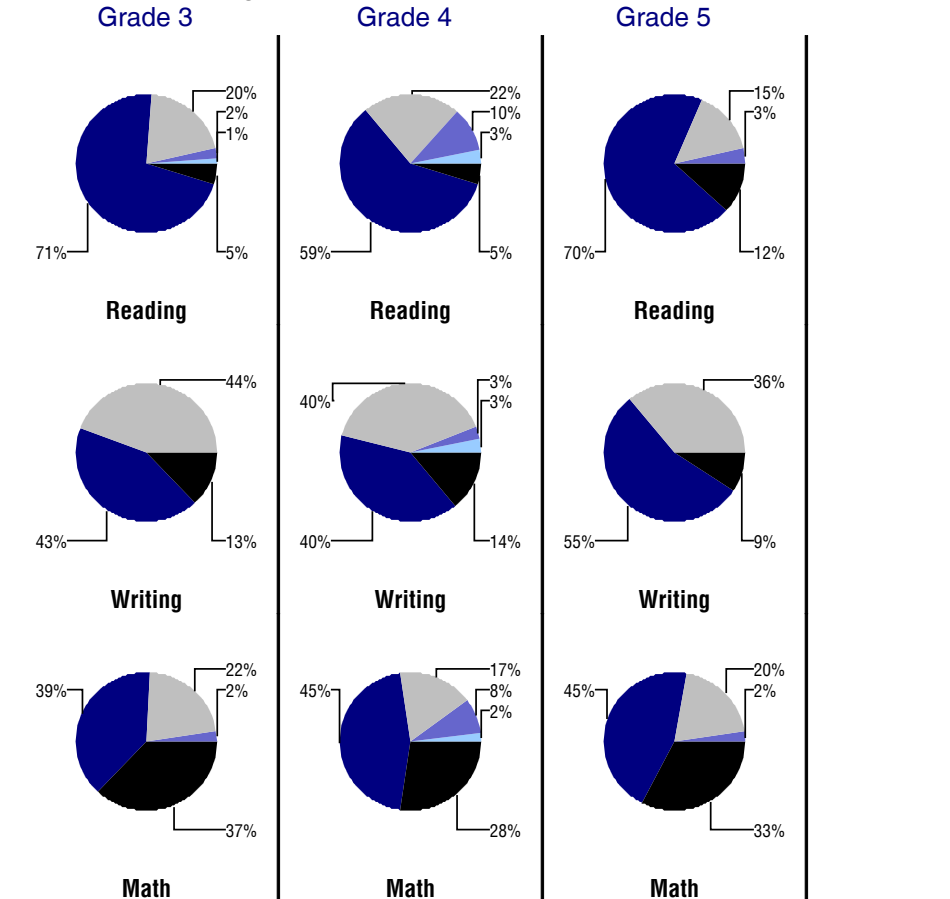 Grade 3 Grade 4 Grade 5
20% 22% 15%
2% 10% 3%
1% 3%
71% 5% 59% 5% 70% 12%
Reading Reading Reading
44% 3% 36%
40% 3%
43% 13% 40% 14% 55% 9%
Writing Writing Writing
22% 17% 20%
39% 2% 45% 8% 45% 2%
2%
37% 28% 33%
Math Math Math